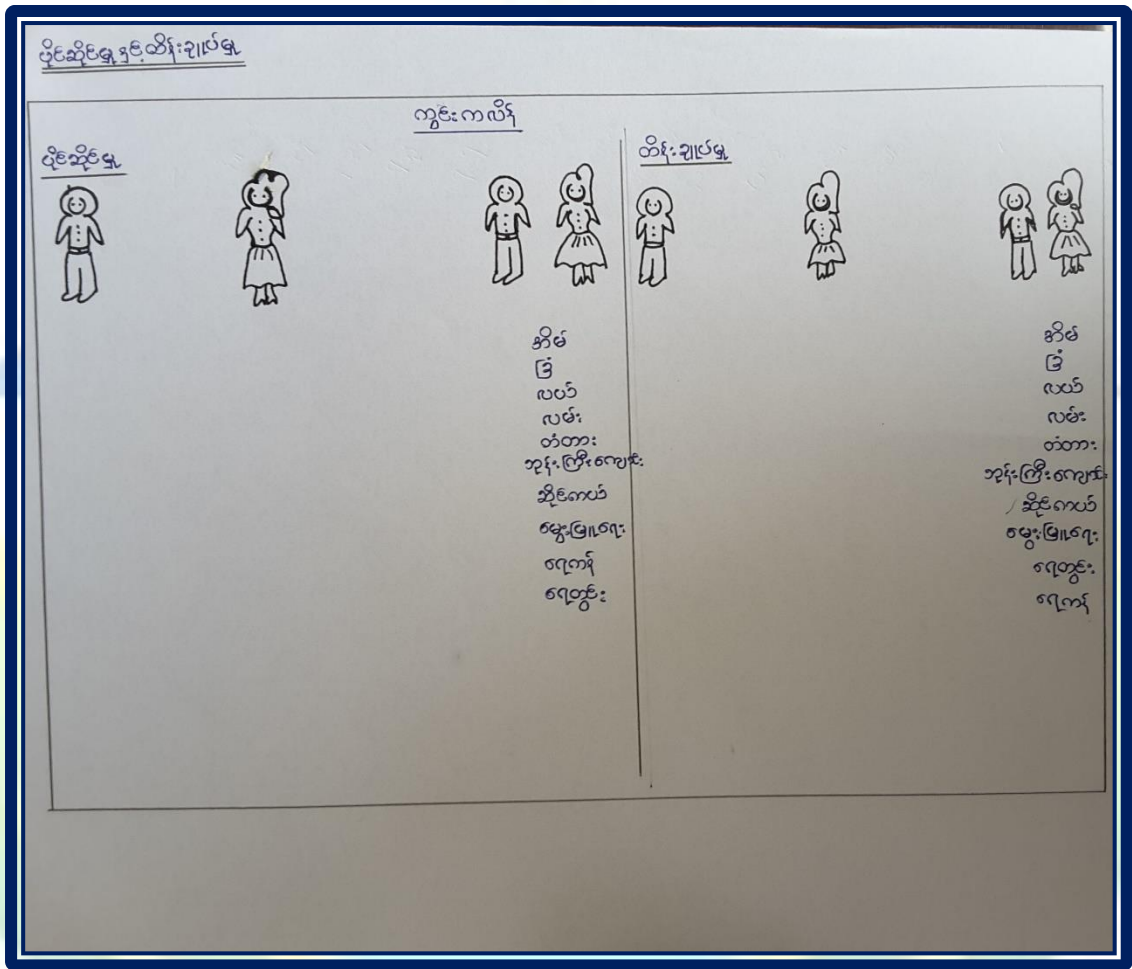 ပိုင်ဆိုင်မှု နှင့် ထိန်းချုပ်မှု
ကွင်းကလိန်
ပိုင်ဆိုင်မှု
အိမ်
ခြံ
လယ်
လမ်း
တံတား
ဘုန်းကြီးကျောင်း
ဆိုင်ကယ်
မွေးမြူရေး
ရေကန်
ရေတွင်း
ထိန်းချုပ်မှု
အိမ်
ခြံ
လယ်
လမ်း
တံတား
ဘုန်းကြီးကျောင်း
ဆိုင်ကယ်
မွေးမြူရေး
ရေတွင်း
ရေကန်